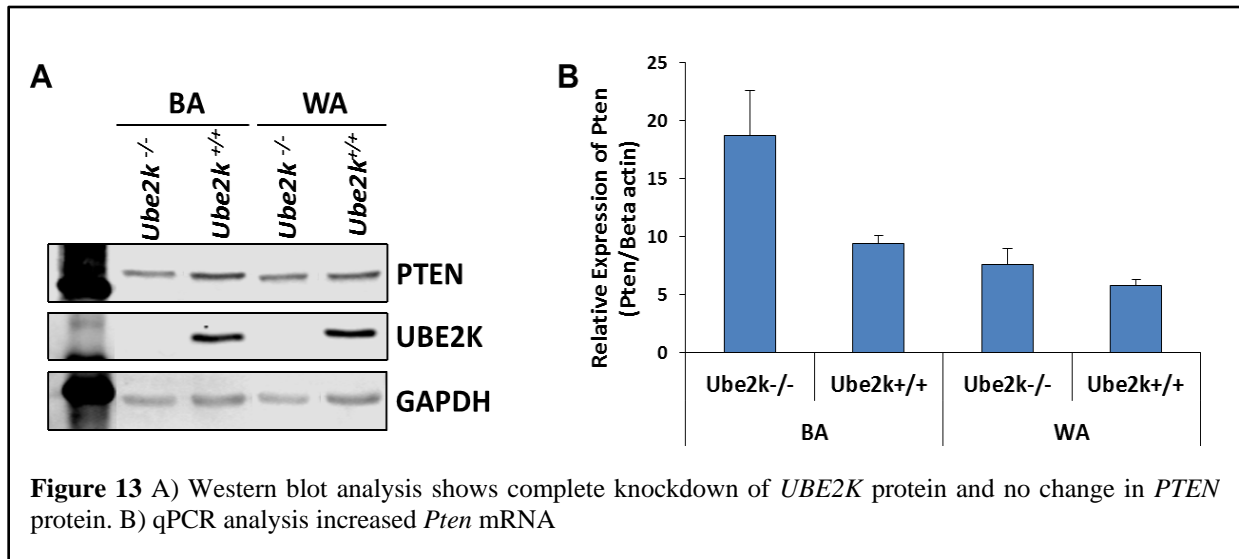 A
BA WA
Ube2k -/- Ube2k +/+ Ube2k -/- Ube2k+/+
PTEN
UBE2K
GAPDH
B
Relative Expression of Pten
(Pten/Beta actin)
25
20
15
10
5
0
Ube2k-/- Ube2k+/+ Ube2k-/- Ube2k+/+
BA WA
Figure 13 A) Western blot analysis shows complete knockdown of UBE2K protein and no change in PTEN
protein. B) qPCR analysis increased Pten mRNA